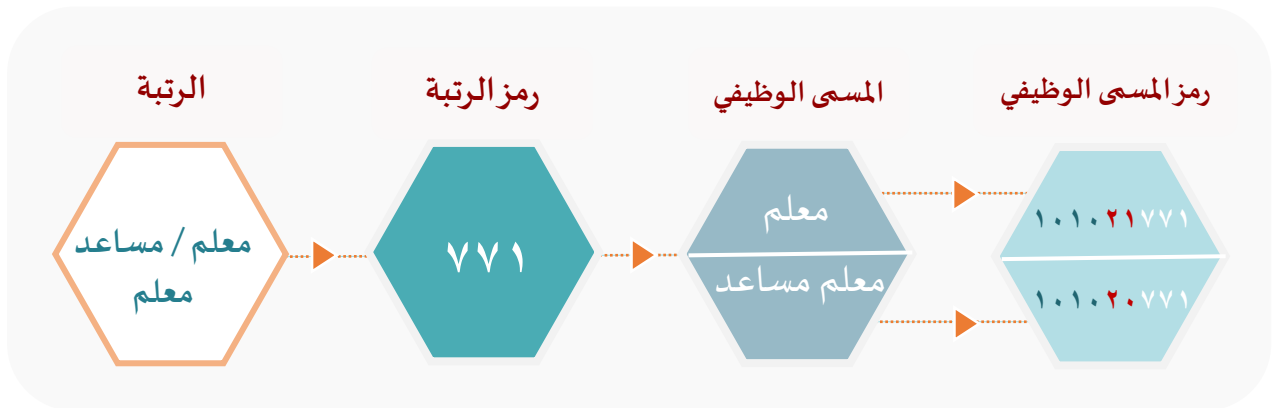 الرتبة
رمز الرتبة
المسمى الوظيفي
رمز المسمى الوظيفي
معلم / مساعد
معلم
٧٧١
معلم
معلم مساعد
١٠١٠٢١٧٧١
١٠١٠٢٠٧٧١